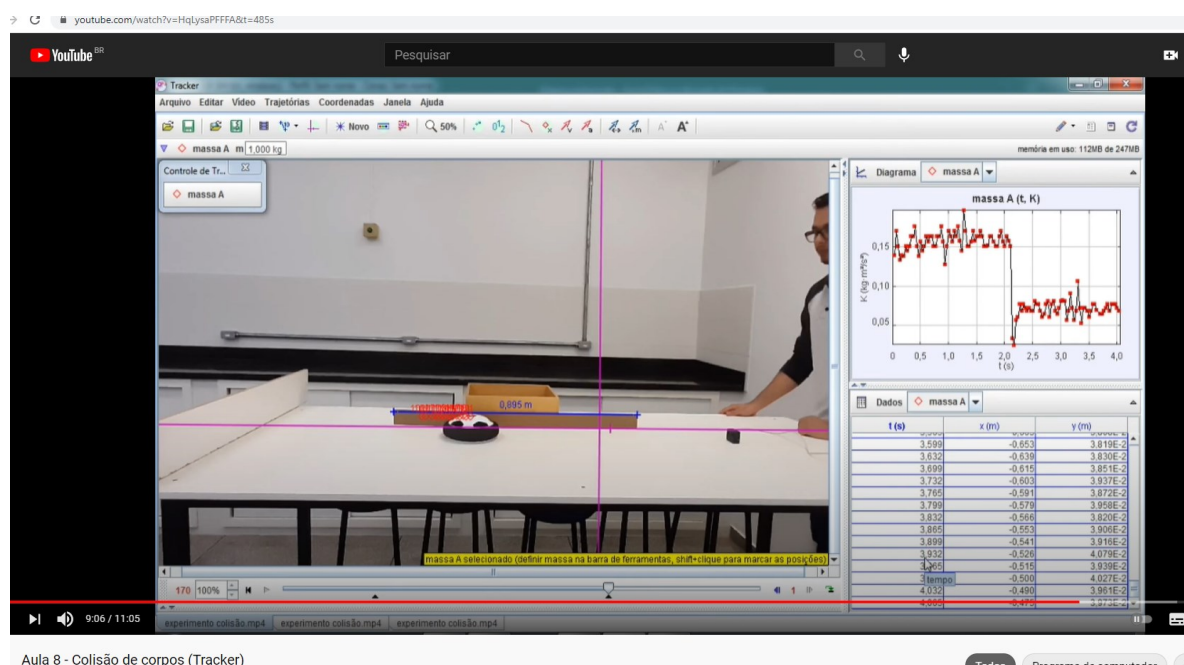 youtube.com/watch?v=HqLysaPFFFA&t=485s
YouTube BR
Pesquisar
Tracker
Arquivo Editar Video Trajetórias Coordenadas Janela Ajuda
Novo 50%
massa A m 1,000 kg
memória em uso: 112MB de 247MB
Controle de Tr...
massa A
0,895 m
massa A selecionado (definir massa na barra de ferramentas, shift+clique para marcar as posições)
170 100% 1
Diagrama massa A
massa A (t, K)
K (kg m²/s²)
0,15
0,10
0,05
0 0,5 1,0 1,5 2,0 2,5 3,0 3,5 4,0
t (s)
Dados massa A
t (s) x (m) y (m)
3,599 -0,653 3,819E-2
3,632 -0,639 3,830E-2
3,699 -0,615 3,851E-2
3,732 -0,603 3,937E-2
3,765 -0,591 3,872E-2
3,799 -0,579 3,958E-2
3,832 -0,566 3,820E-2
3,865 -0,553 3,906E-2
3,899 -0,541 3,916E-2
3,932 -0,526 4,079E-2
-0,515 3,939E-2
tempo -0,500 4,027E-2
4,032 -0,490 3,961E-2
experimento colisão.mp4 experimento colisão.mp4 experimento colisão.mp4
9:06 / 11:05
Aula 8 - Colisão de corpos (Tracker)